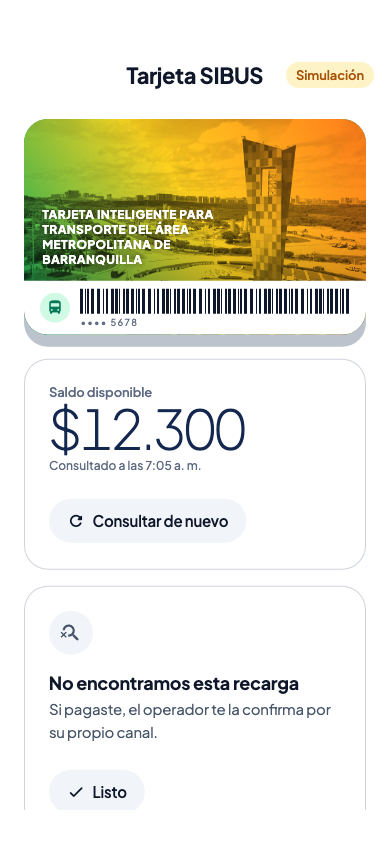 Tarjeta SIBUS
Simulación
TARJETA INTELIGENTE PARA
TRANSPORTE DEL ÁREA
METROPOLITANA DE
BARRANQUILLA
•••• 5678
Saldo disponible
$12.300
Consultado a las 7:05 a. m.
Consultar de nuevo
No encontramos esta recarga
Si pagaste, el operador te la confirma por
su propio canal.
Listo